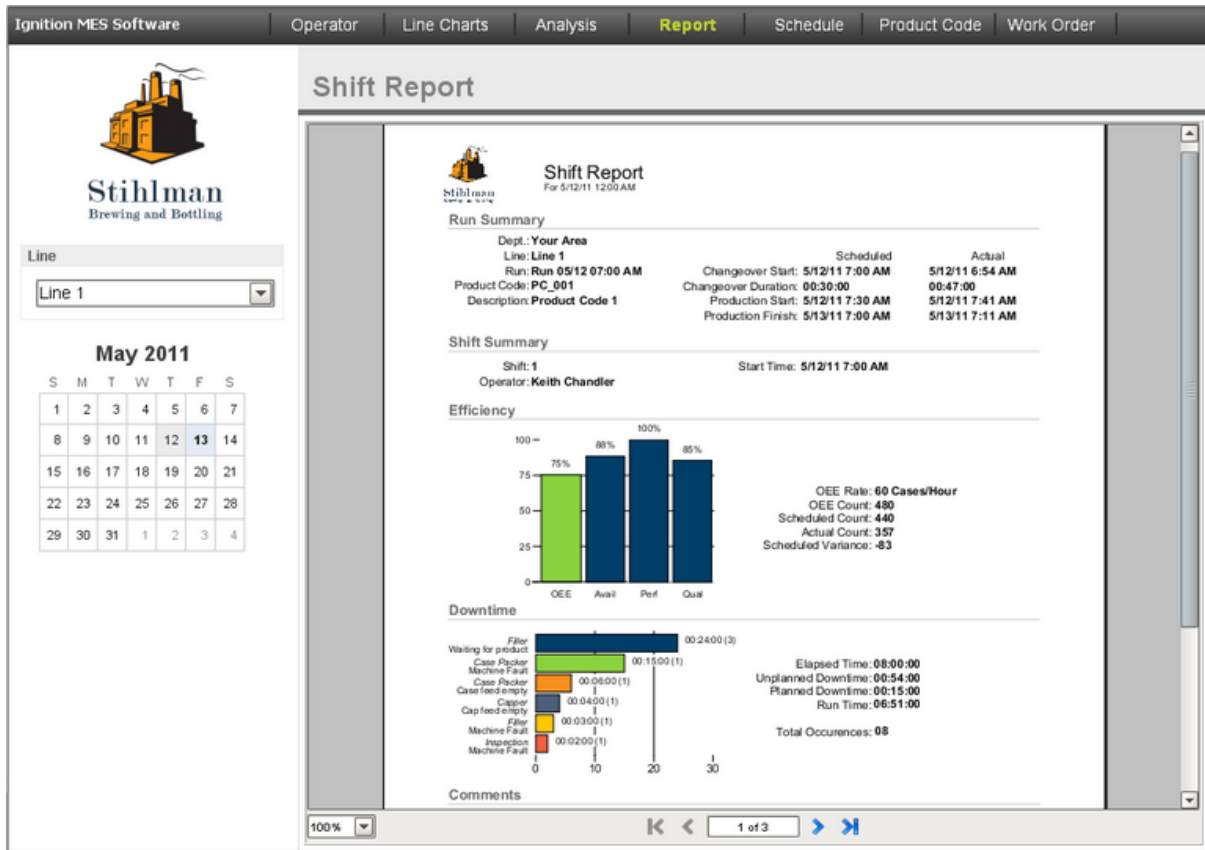 Ignition MES Software
Operator
Line Charts
Analysis
Report
Schedule
Product Code
Work Order
Stihlman
Brewing and Bottling
Line
Line 1
May 2011
S M T W T F S
1 2 3 4 5 6 7
8 9 10 11 12 13 14
15 16 17 18 19 20 21
22 23 24 25 26 27 28
29 30 31 1 2 3 4
Shift Report
Stihlman
Brewing and Bottling
Shift Report
For 5/12/11 12:00 AM
Run Summary
Dept.: Your Area
Line: Line 1 Scheduled Actual
Run: Run 05/12 07:00 AM Changeover Start: 5/12/11 7:00 AM 5/12/11 6:54 AM
Product Code: PC_001 Changeover Duration: 00:30:00 00:47:00
Description: Product Code 1 Production Start: 5/12/11 7:30 AM 5/12/11 7:41 AM
Production Finish: 5/13/11 7:00 AM 5/13/11 7:11 AM
Shift Summary
Shift: 1 Start Time: 5/12/11 7:00 AM
Operator: Keith Chandler
Efficiency
100
75
50
25
0
75%
88%
100%
85%
OEE Avail Perf Qual
OEE Rate: 60 Cases/Hour
OEE Count: 480
Scheduled Count: 440
Actual Count: 357
Scheduled Variance: -83
Downtime
Filler
Waiting for product
00:24:00 (3)
Case Packer
Machine Fault
00:15:00 (1)
Case Packer
Case feed empty
00:06:00 (1)
Capper
Cap feed empty
00:04:00 (1)
Filler
Machine Fault
00:03:00 (1)
Inspection
Machine Fault
00:02:00 (1)
0 10 20 30
Elapsed Time: 08:00:00
Unplanned Downtime: 00:54:00
Planned Downtime: 00:15:00
Run Time: 06:51:00
Total Occurences: 08
Comments
100%
1 of 3